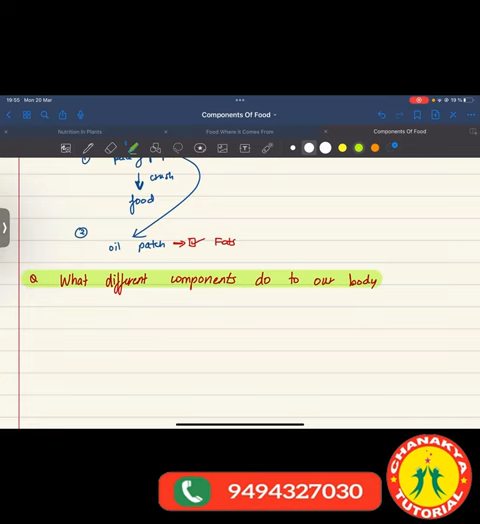 19:55 Mon 20 Mar
19 %
Components Of Food
Nutrition In Plants
Food Where It Comes From
Components Of Food
crush
food
②
oil patch → Fats
Q What different components do to our body
9494327030
CHANAKYA
TUTORIAL